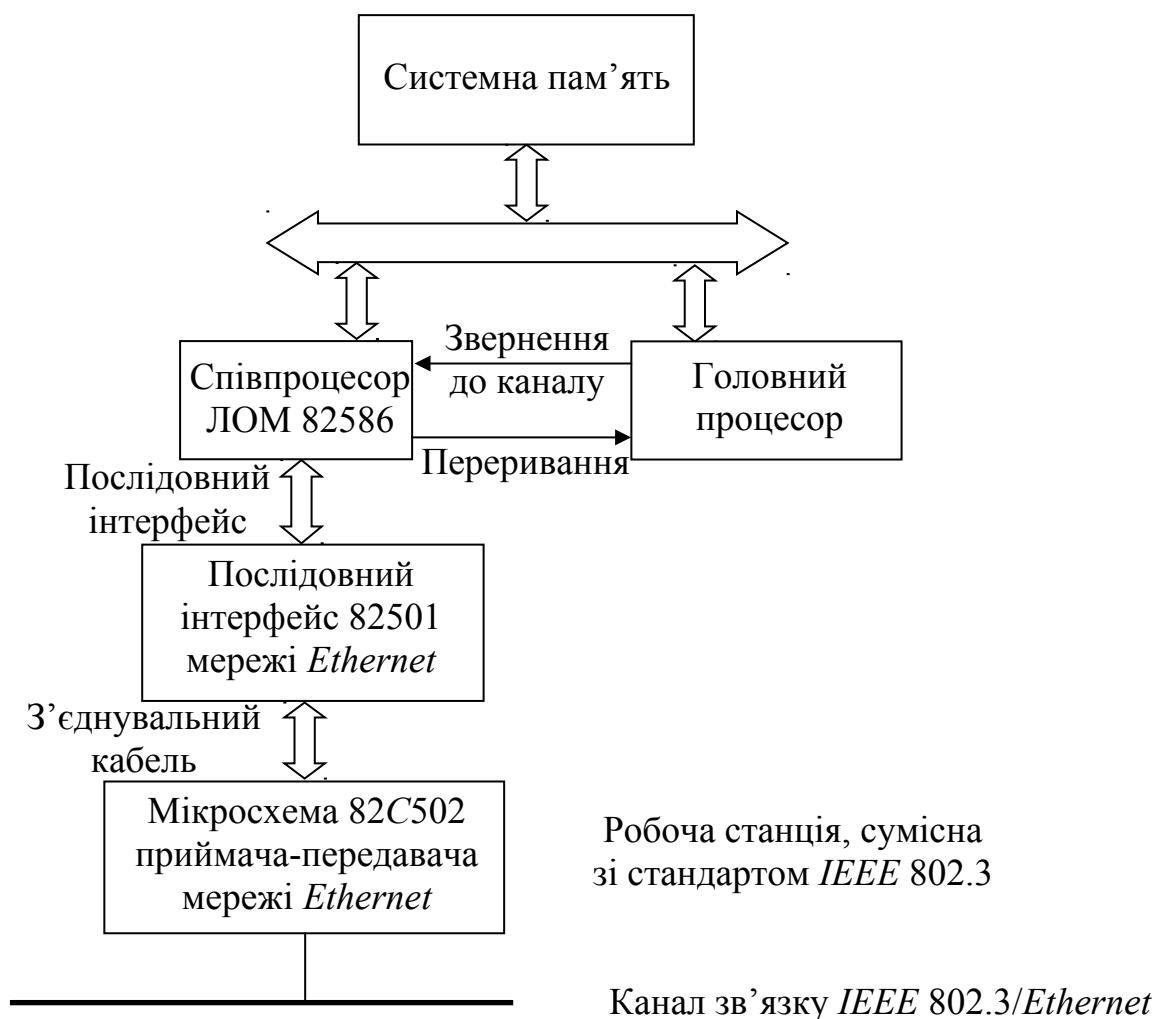 Системна пам’ять
Звернення
до каналу
Співпроцесор
ЛОМ 82586
Головний
процесор
Переривання
Послідовний
інтерфейс
Послідовний
інтерфейс 82501
мережі Ethernet
З’єднувальний
кабель
Мікросхема 82С502
приймача-передавача
мережі Ethernet
Робоча станція, сумісна
зі стандартом IEEE 802.3
Канал зв’язку IEEE 802.3/Ethernet